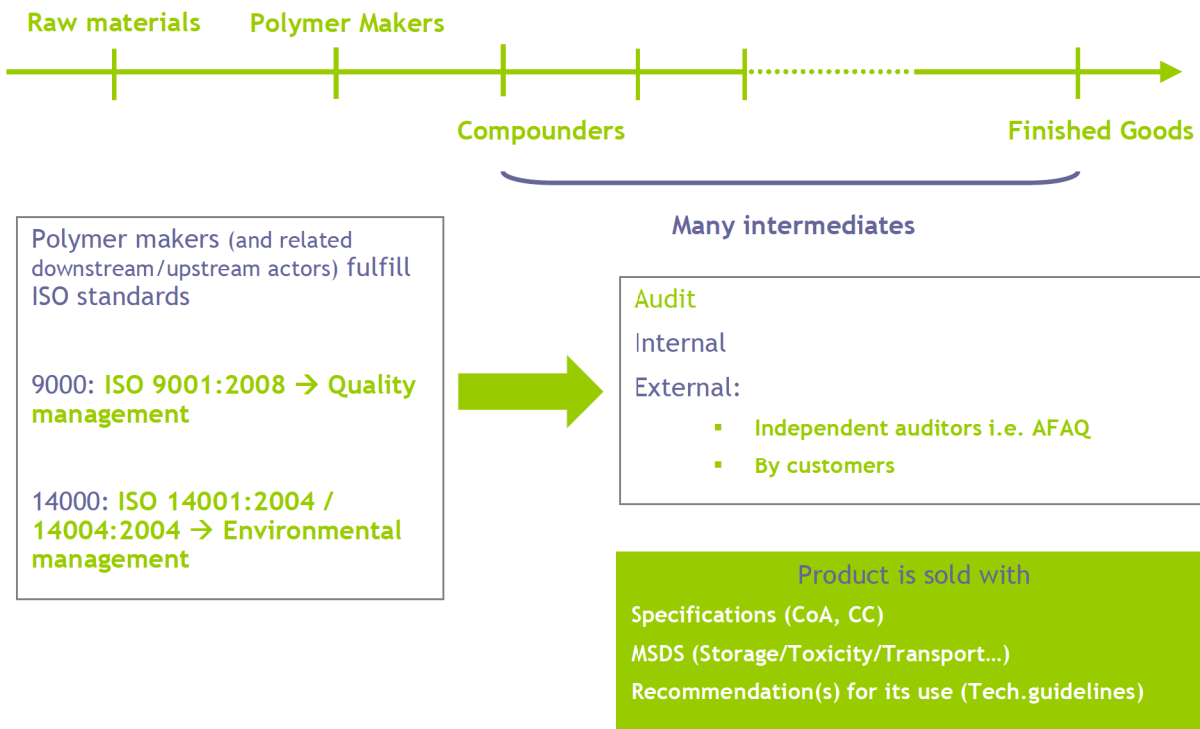 Raw materials
Polymer Makers
Compounders
Finished Goods
Many intermediates
Polymer makers (and related
downstream/upstream actors) fulfill
ISO standards
9000: ISO 9001:2008 → Quality
management
14000: ISO 14001:2004 /
14004:2004 → Environmental
management
Audit
Internal
External:
▪ Independent auditors i.e. AFAQ
▪ By customers
Product is sold with
Specifications (CoA, CC)
MSDS (Storage/Toxicity/Transport…)
Recommendation(s) for its use (Tech.guidelines)